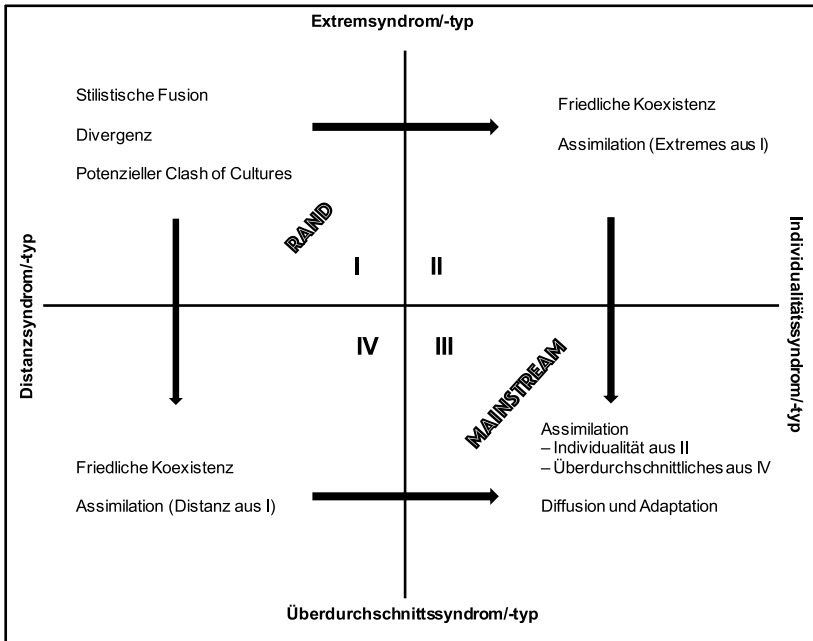 Extremsyndrom/-typ
Stilistische Fusion
Divergenz
Potenzieller Clash of Cultures
Friedliche Koexistenz
Assimilation (Extremes aus I)
RAND
I
II
Distanzsyndrom/-typ
Individualitätssyndrom/-typ
IV
III
MAINSTREAM
Friedliche Koexistenz
Assimilation (Distanz aus I)
Assimilation
– Individualität aus II
– Überdurchschnittliches aus IV
Diffusion und Adaptation
Überdurchschnittssyndrom/-typ